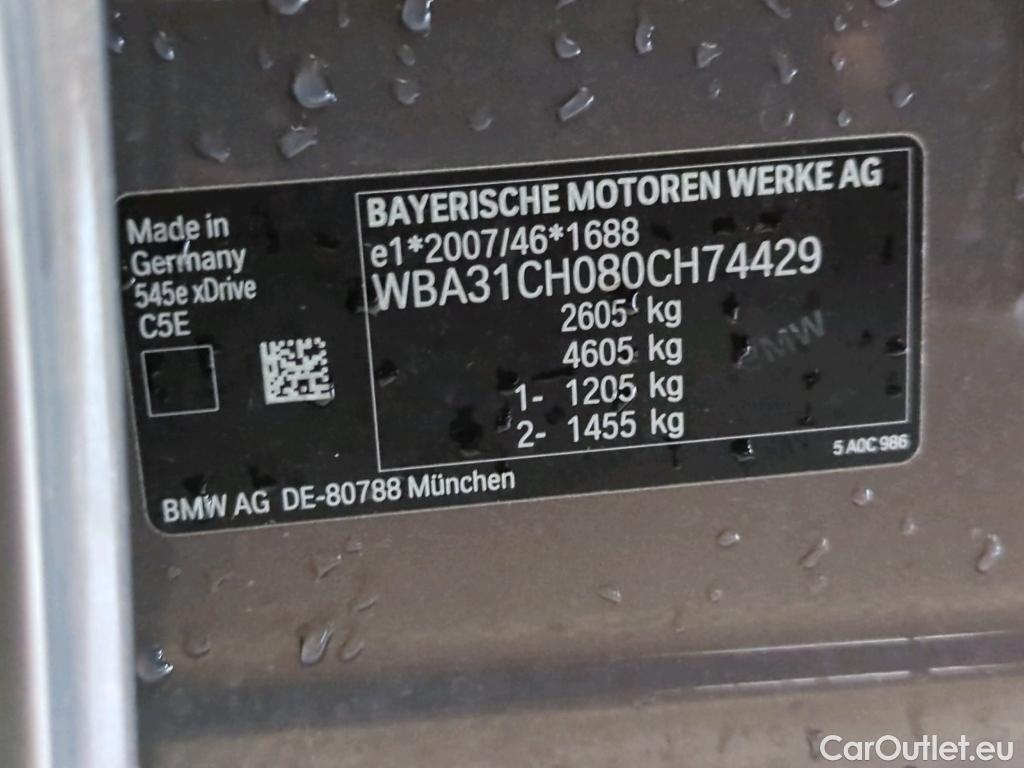 Made in
Germany
545e xDrive
C5E
BAYERISCHE MOTOREN WERKE AG
e1*2007/46*1688
WBA31CH080CH74429
2605 kg
4605 kg
1- 1205 kg
2- 1455 kg
BMW
5 A0C 986
BMW AG DE-80788 München
CarOutlet.eu